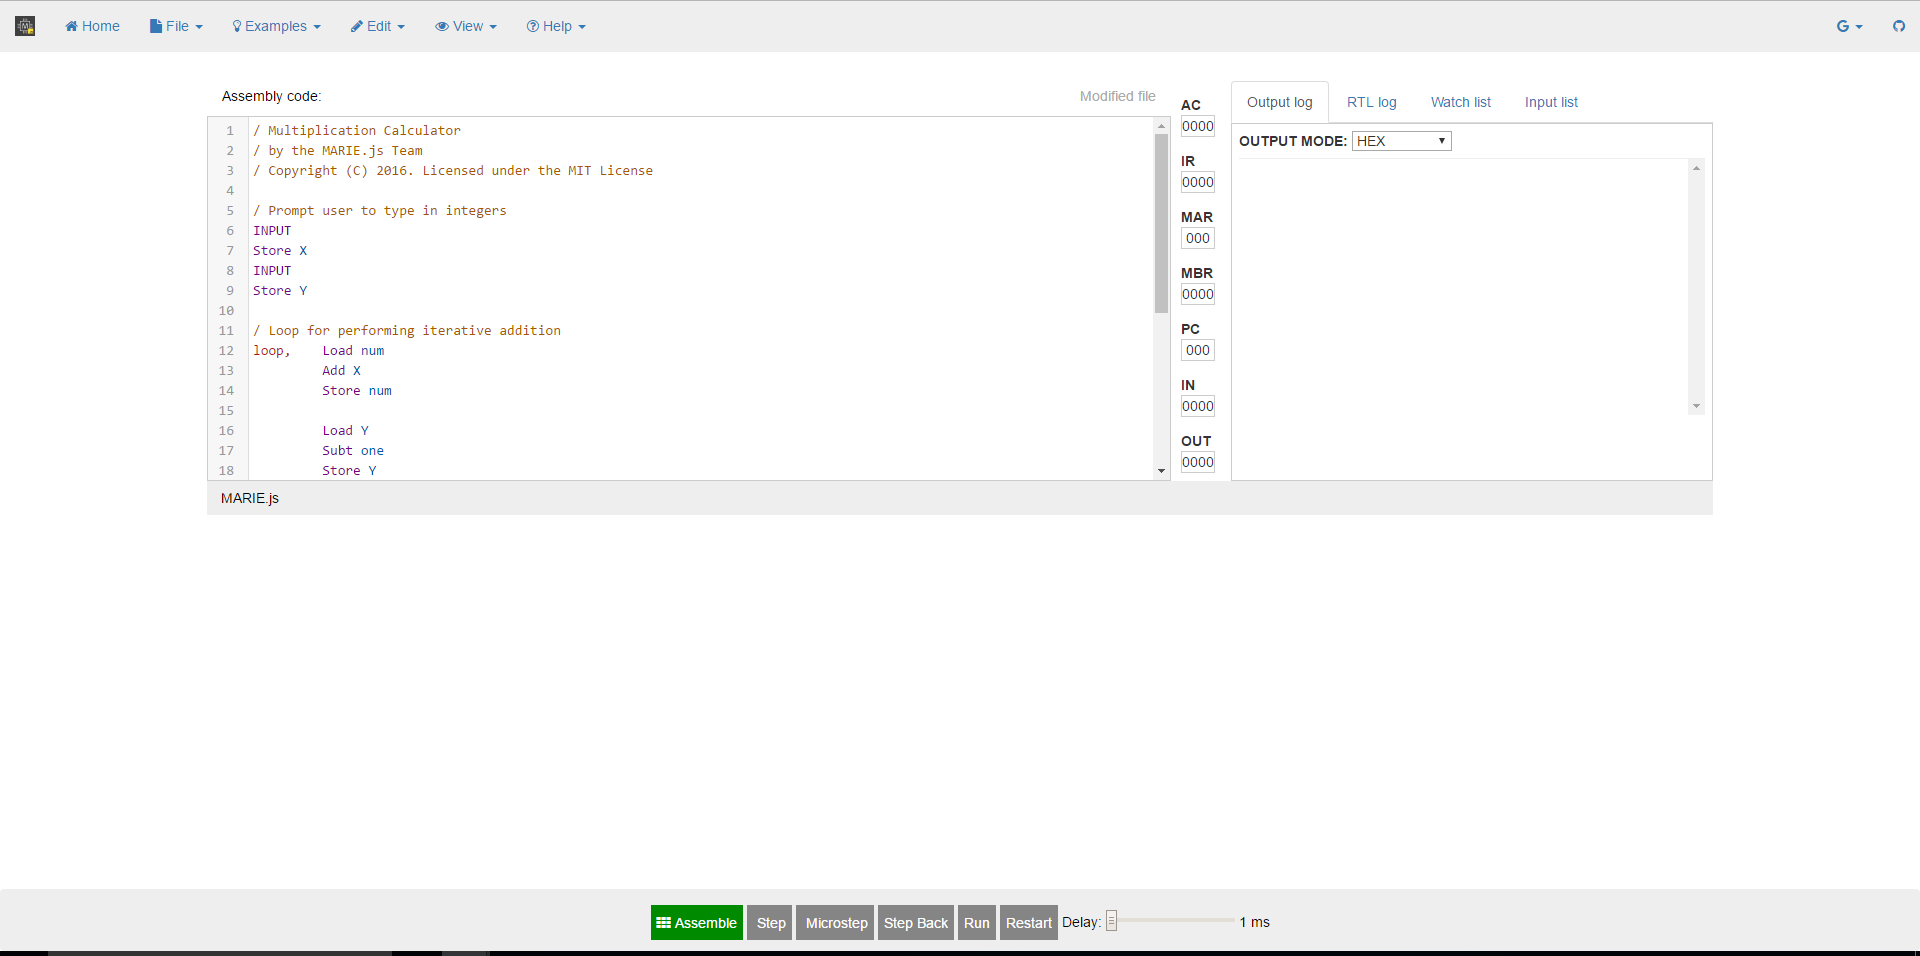 Home File Examples Edit View Help G
Assembly code: Modified file
1 / Multiplication Calculator
2 / by the MARIE.js Team
3 / Copyright (C) 2016. Licensed under the MIT License
4
5 / Prompt user to type in integers
6 INPUT
7 Store X
8 INPUT
9 Store Y
10
11 / Loop for performing iterative addition
12 loop, Load num
13 Add X
14 Store num
15
16 Load Y
17 Subt one
18 Store Y
MARIE.js
AC
0000
IR
0000
MAR
000
MBR
0000
PC
000
IN
0000
OUT
0000
Output log RTL log Watch list Input list
OUTPUT MODE: HEX
Assemble Step Microstep Step Back Run Restart Delay: 1 ms